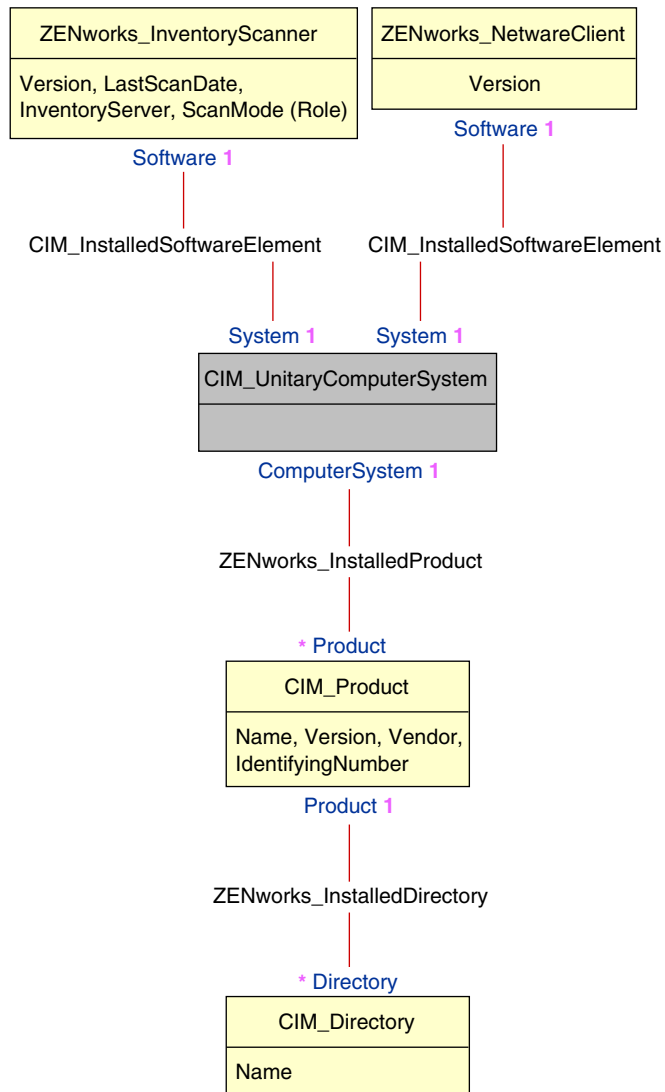 ZENworks_InventoryScanner
Version, LastScanDate,
InventoryServer, ScanMode (Role)
Software 1
ZENworks_NetwareClient
Version
Software 1
CIM_InstalledSoftwareElement
CIM_InstalledSoftwareElement
System 1
System 1
CIM_UnitaryComputerSystem
ComputerSystem 1
ZENworks_InstalledProduct
* Product
CIM_Product
Name, Version, Vendor,
IdentifyingNumber
Product 1
ZENworks_InstalledDirectory
* Directory
CIM_Directory
Name